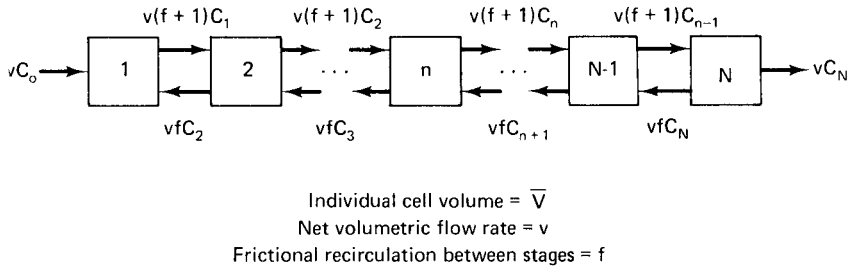 v(f + 1)C₁ v(f + 1)C₂ v(f + 1)Cₙ v(f + 1)Cₙ₋₁
vCₒ 1 2 ... n ... N-1 N vC_N
vfC₂ vfC₃ vfCₙ₊₁ vfC_N
Individual cell volume = V̅
Net volumetric flow rate = v
Frictional recirculation between stages = f